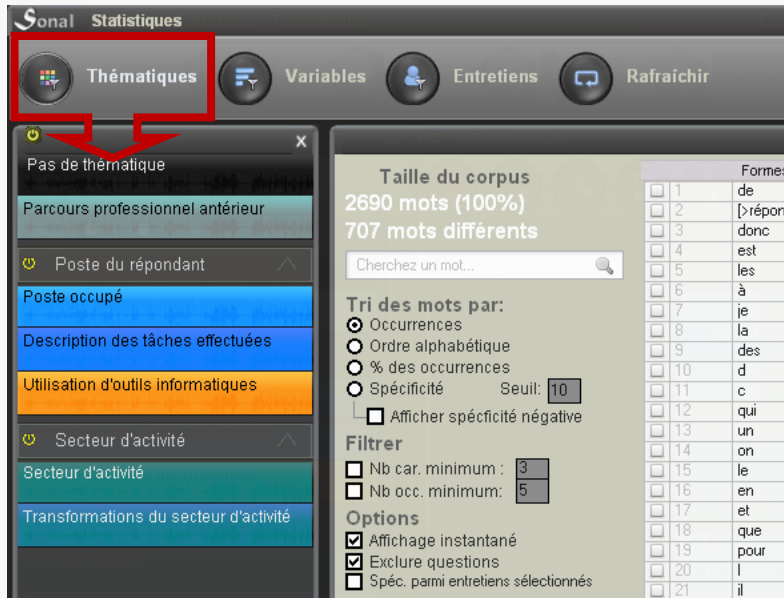 Sonal Statistiques
Thématiques Variables Entretiens Rafraichir
x
Pas de thématique
Parcours professionnel antérieur
Poste du répondant
Poste occupé
Description des tâches effectuées
Utilisation d'outils informatiques
Secteur d'activité
Secteur d'activité
Transformations du secteur d'activité
Taille du corpus
2690 mots (100%)
707 mots différents
Cherchez un mot...
Tri des mots par:
Occurrences
Ordre alphabétique
% des occurrences
Spécificité Seuil: 10
Afficher spécficité négative
Filtrer
Nb car. minimum : 3
Nb occ. minimum: 5
Options
Affichage instantané
Exclure questions
Spéc. parmi entretiens sélectionnés
Formes
1 de
2 [>répon
3 donc
4 est
5 les
6 à
7 je
8 la
9 des
10 d
11 c
12 qui
13 un
14 on
15 le
16 en
17 et
18 que
19 pour
20 l
21 il